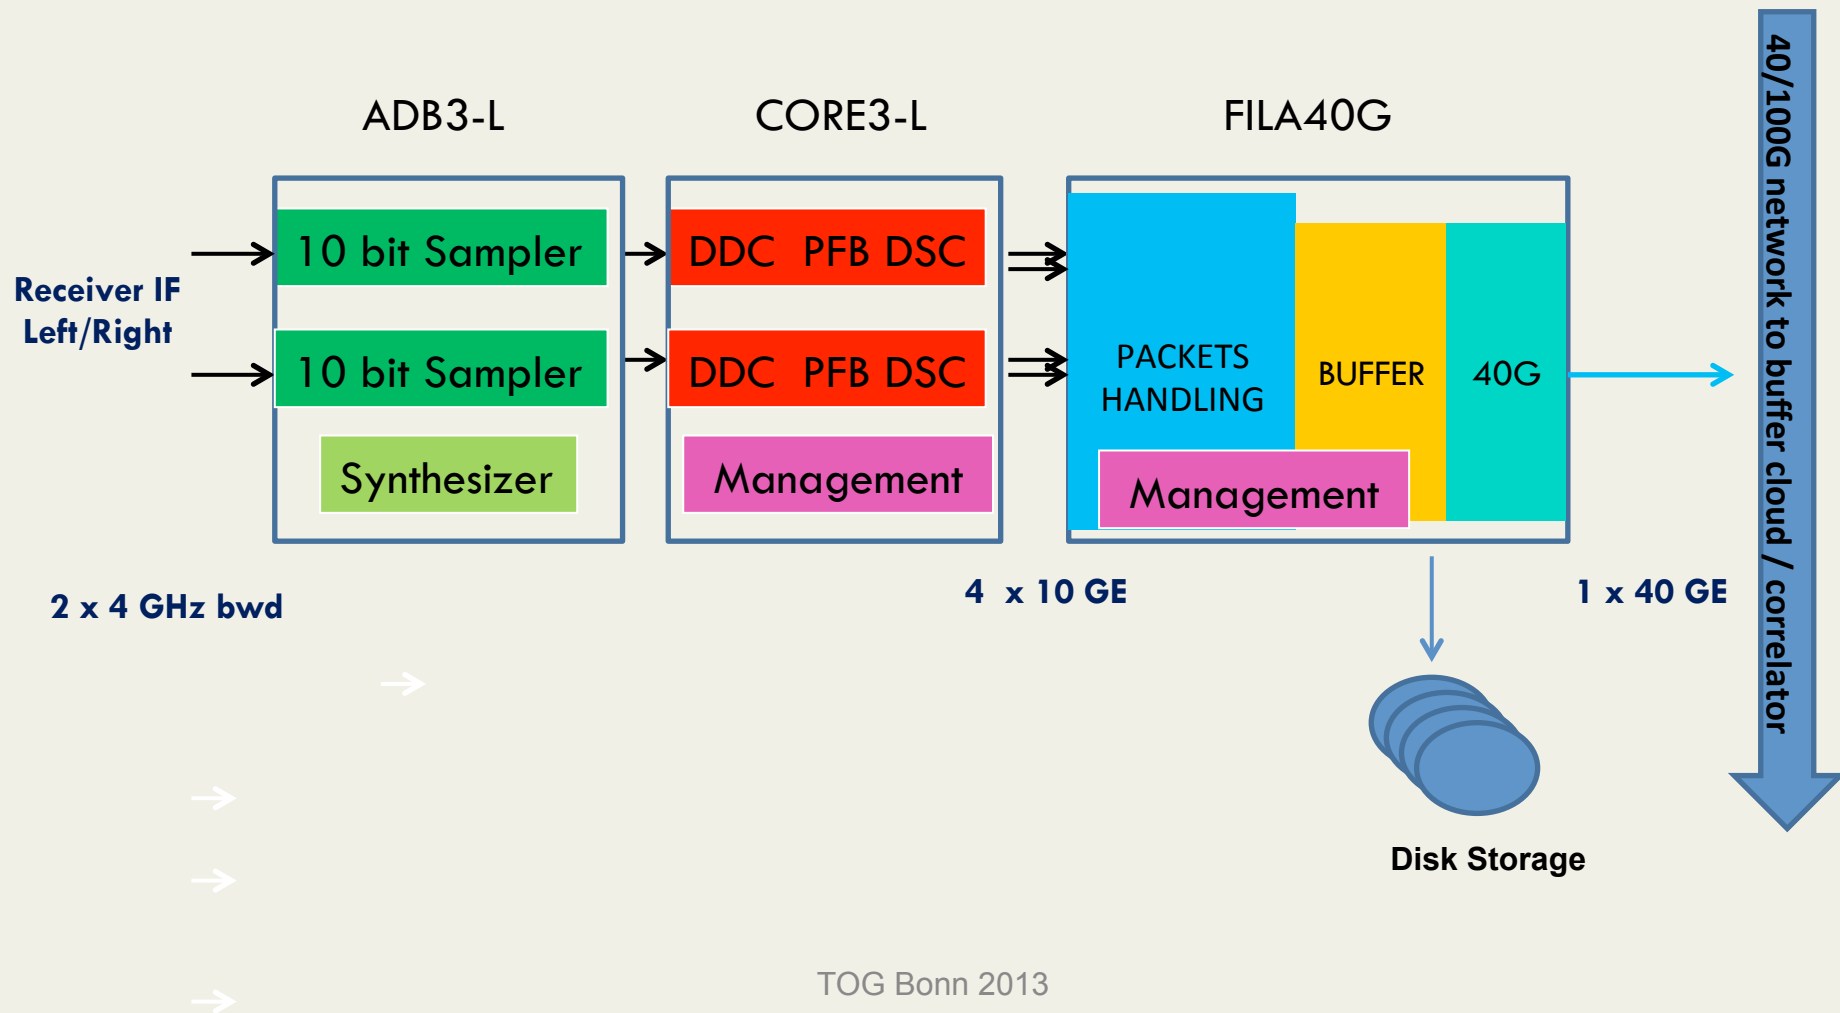 ADB3-L
CORE3-L
FILA40G
Receiver IF
Left/Right
10 bit Sampler
10 bit Sampler
Synthesizer
DDC PFB DSC
DDC PFB DSC
Management
PACKETS
HANDLING
BUFFER
40G
Management
40/100G network to buffer cloud / correlator
2 x 4 GHz bwd
4 x 10 GE
1 x 40 GE
Disk Storage
TOG Bonn 2013